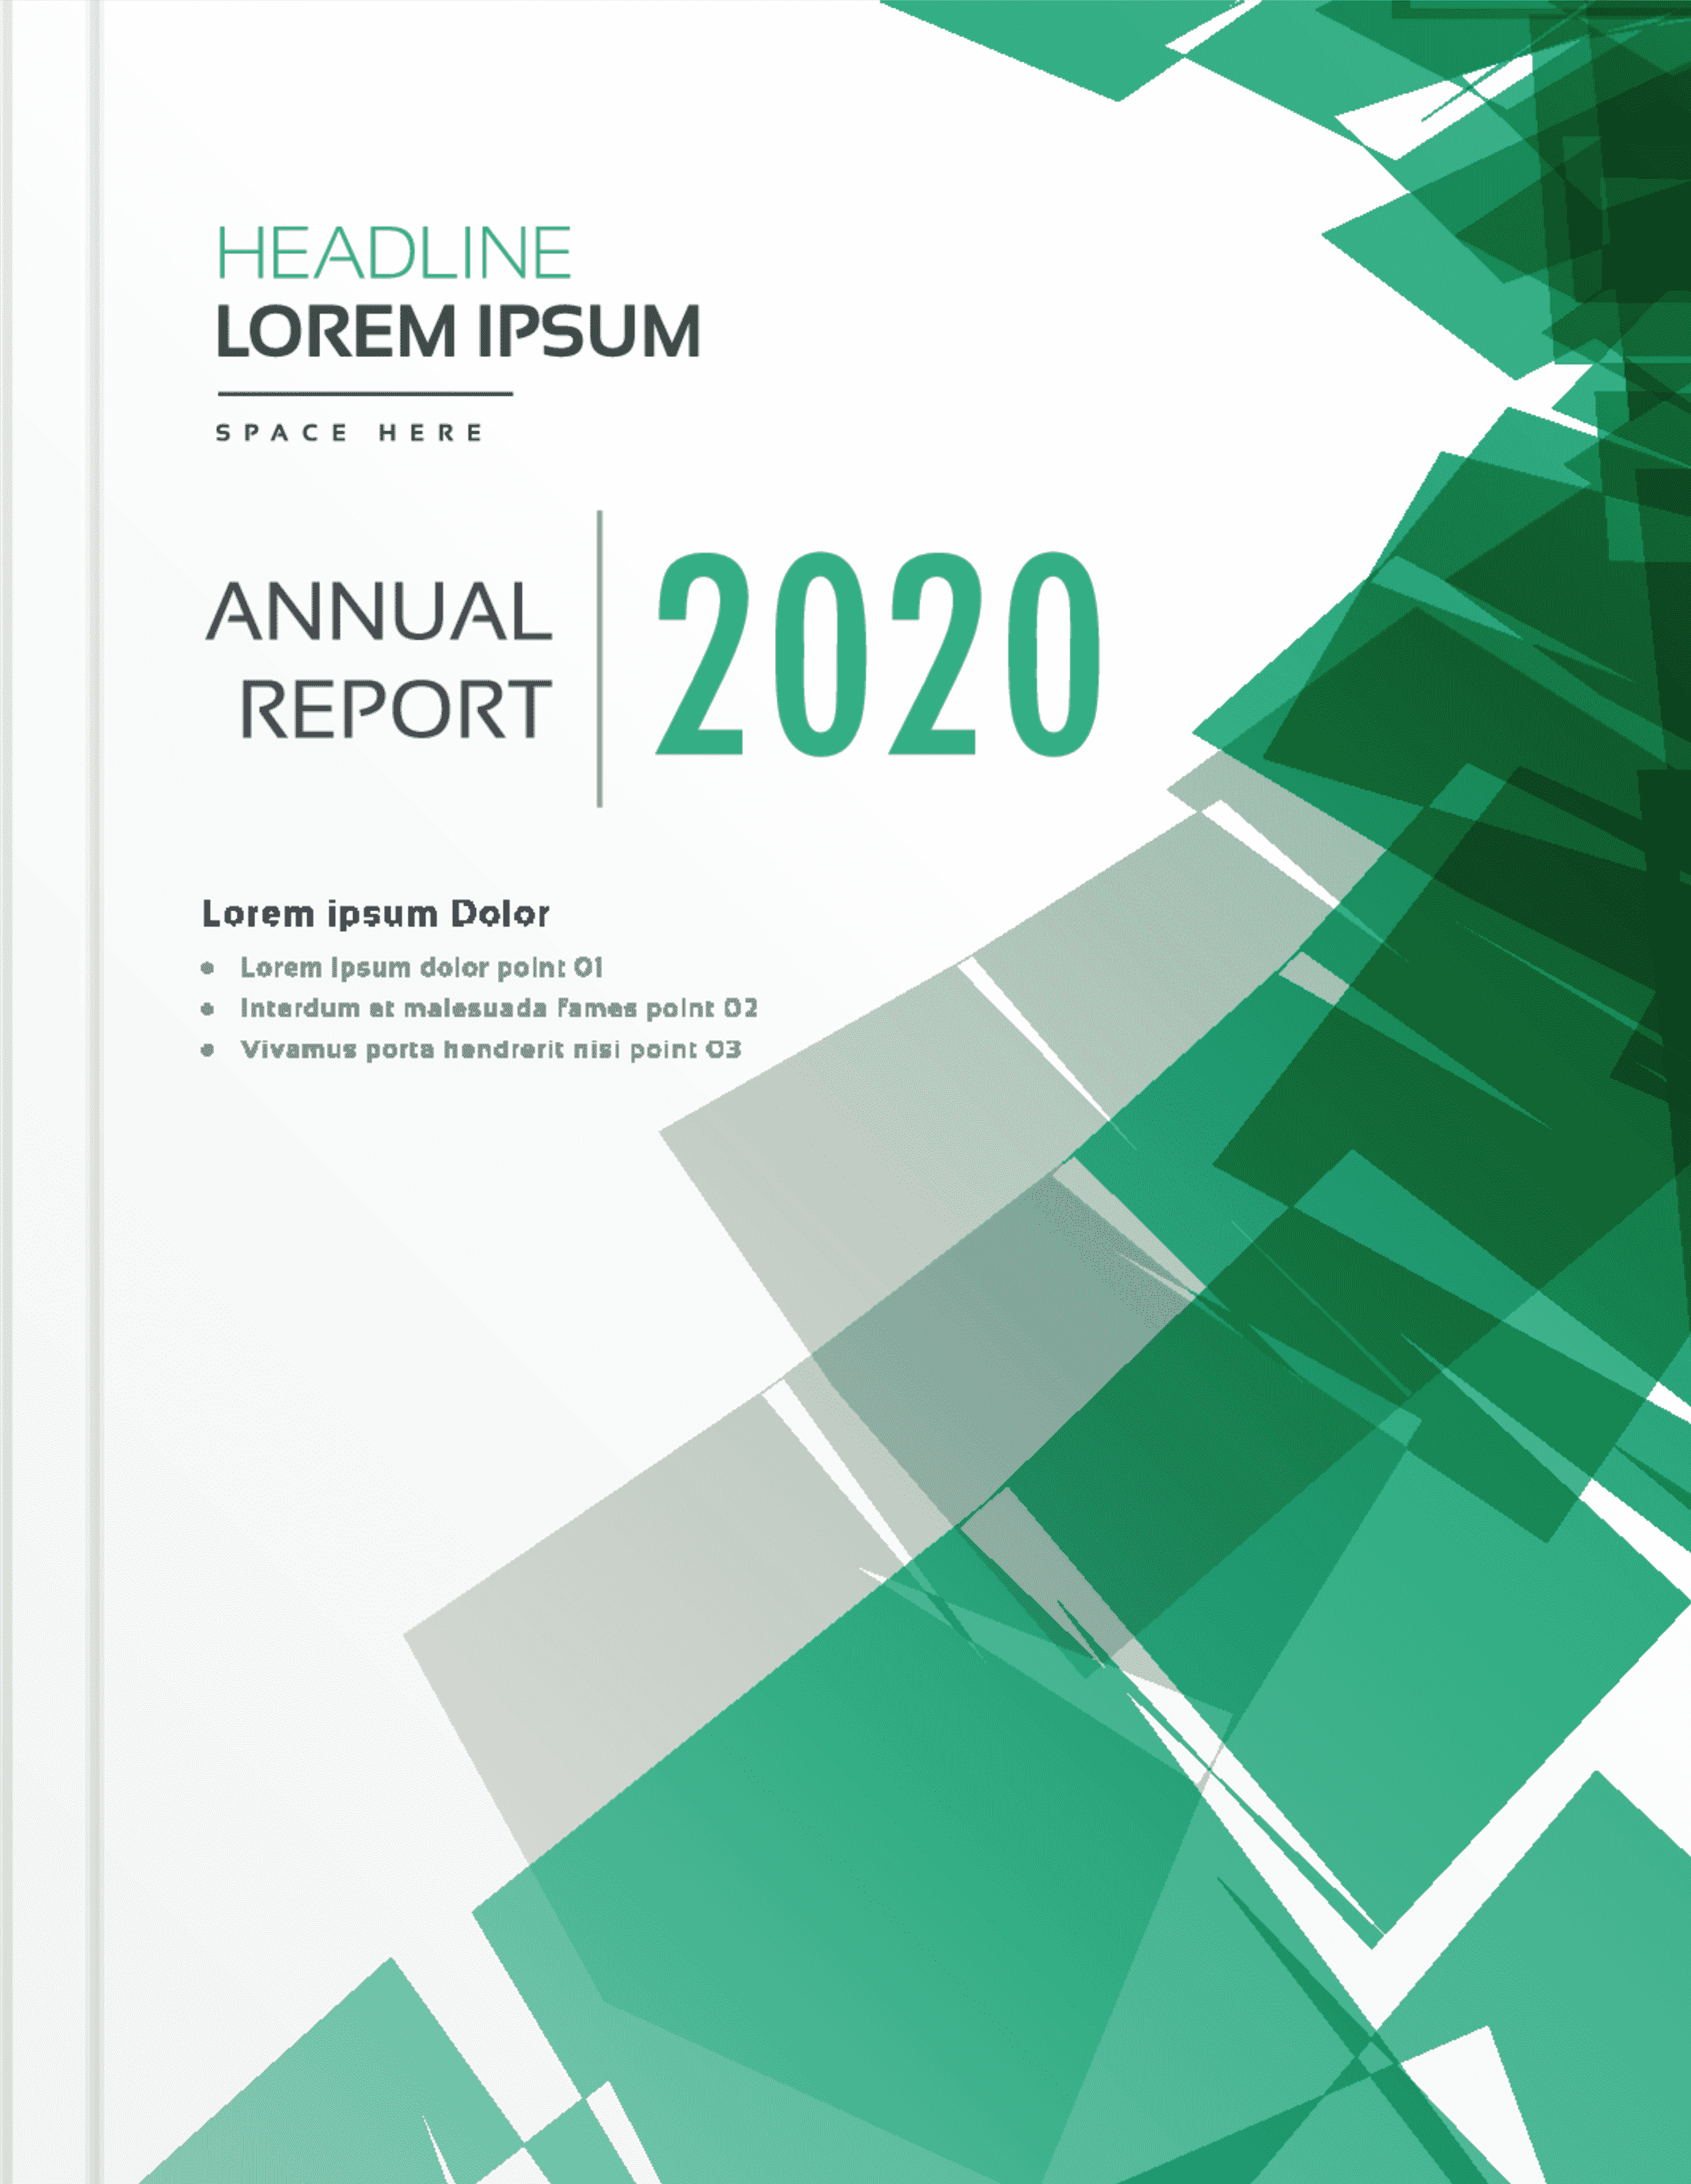 HEADLINE
LOREM IPSUM
SPACE HERE
ANNUAL
REPORT
2020
Lorem ipsum Dolor
• Lorem Ipsum dolor point 01
• Interdum et malesuada fames point 02
• Vivamus porta hendrerit nisi point 03